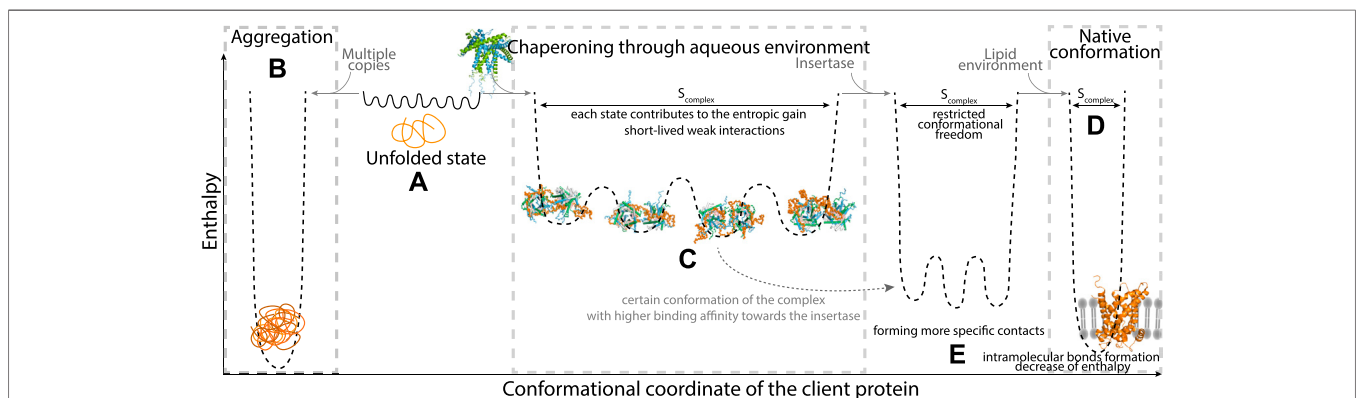 Aggregation
B
Multiple
copies
Unfolded state
A
Chaperoning through aqueous environment
Insertase
Scomplex
each state contributes to the entropic gain
short-lived weak interactions
C
certain conformation of the complex
with higher binding affinity towards the insertase
Scomplex
restricted
conformational
freedom
forming more specific contacts
E
Lipid
environment
Native
conformation
Scomplex
D
intramolecular bonds formation
decrease of enthalpy
Enthalpy
Conformational coordinate of the client protein